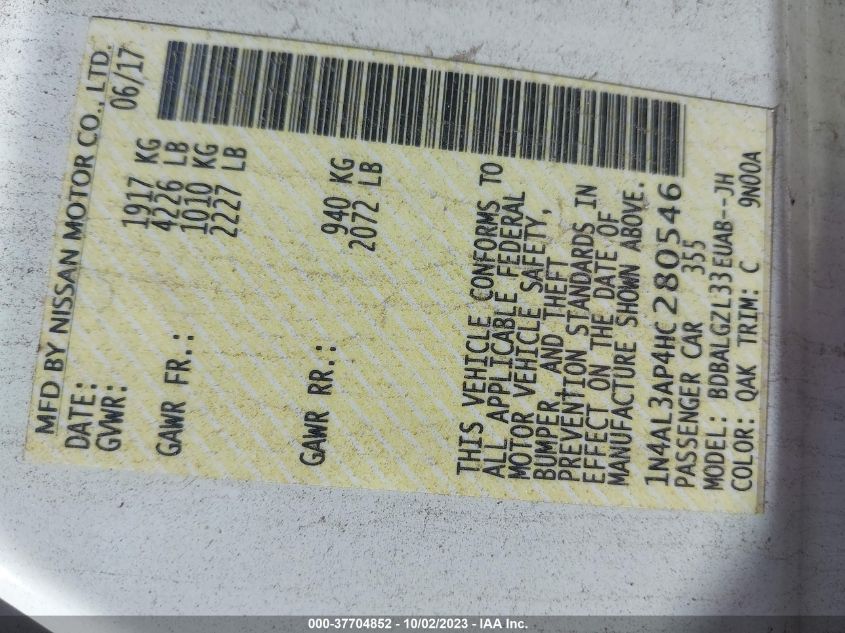 MFD BY NISSAN MOTOR CO., LTD.
DATE: 06/17
GVWR: 1917 KG
4226 LB
GAWR FR.: 1010 KG
2227 LB
GAWR RR.: 940 KG
2072 LB
THIS VEHICLE CONFORMS TO
ALL APPLICABLE FEDERAL
MOTOR VEHICLE SAFETY,
BUMPER, AND THEFT
PREVENTION STANDARDS IN
EFFECT ON THE DATE OF
MANUFACTURE SHOWN ABOVE.
1N4AL3AP4HC280546
PASSENGER CAR 355
MODEL: BDBALGZL33EUAB--JH
COLOR: QAK TRIM: C 9N00A
000-37704852 - 10/02/2023 - IAA Inc.